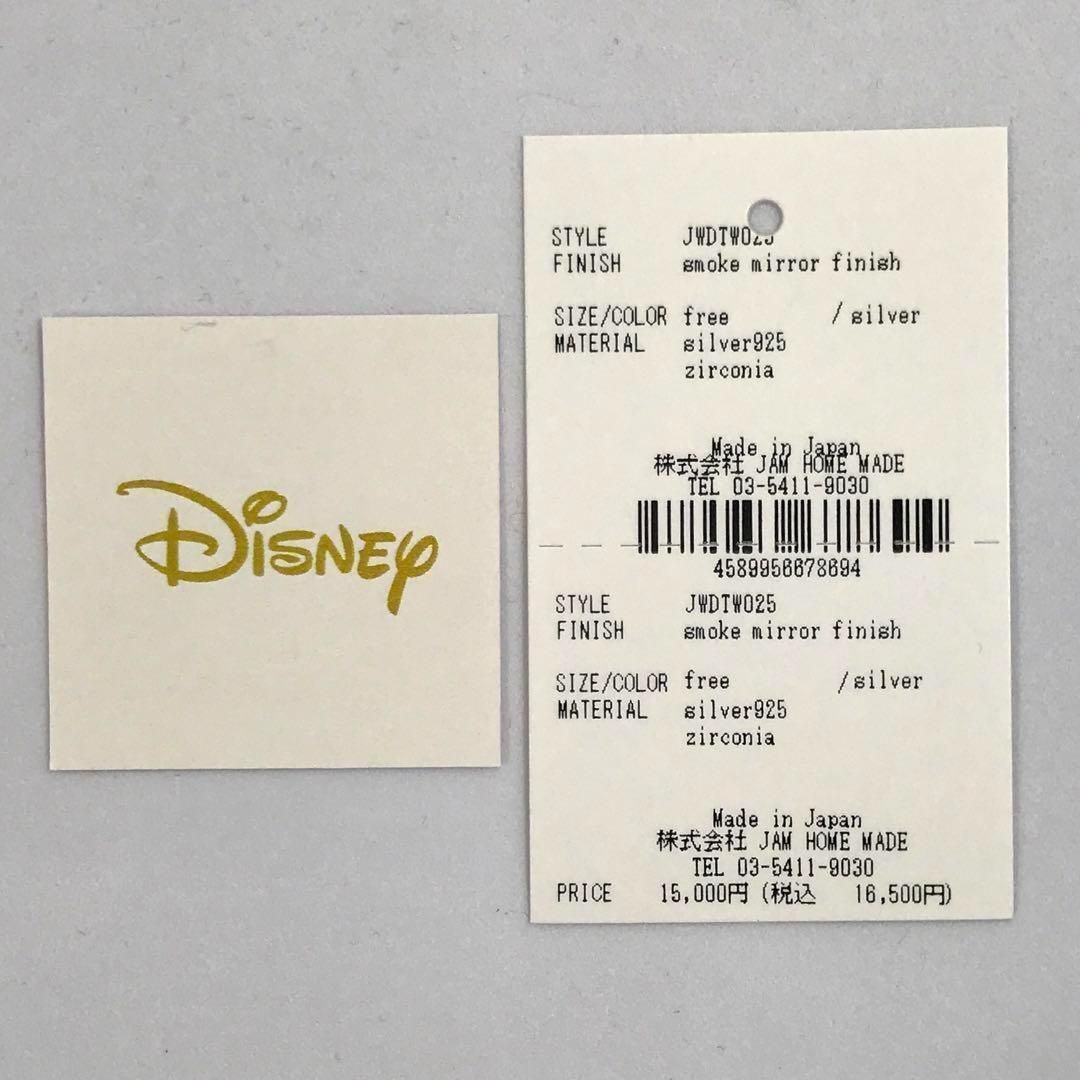 Disney
STYLE JWDTW025
FINISH smoke mirror finish
SIZE/COLOR free / silver
MATERIAL silver925
zirconia
Made in Japan
株式会社 JAM HOME MADE
TEL 03-5411-9030
4589956678694
STYLE JWDTW025
FINISH smoke mirror finish
SIZE/COLOR free /silver
MATERIAL silver925
zirconia
Made in Japan
株式会社 JAM HOME MADE
TEL 03-5411-9030
PRICE 15,000円 (税込 16,500円)